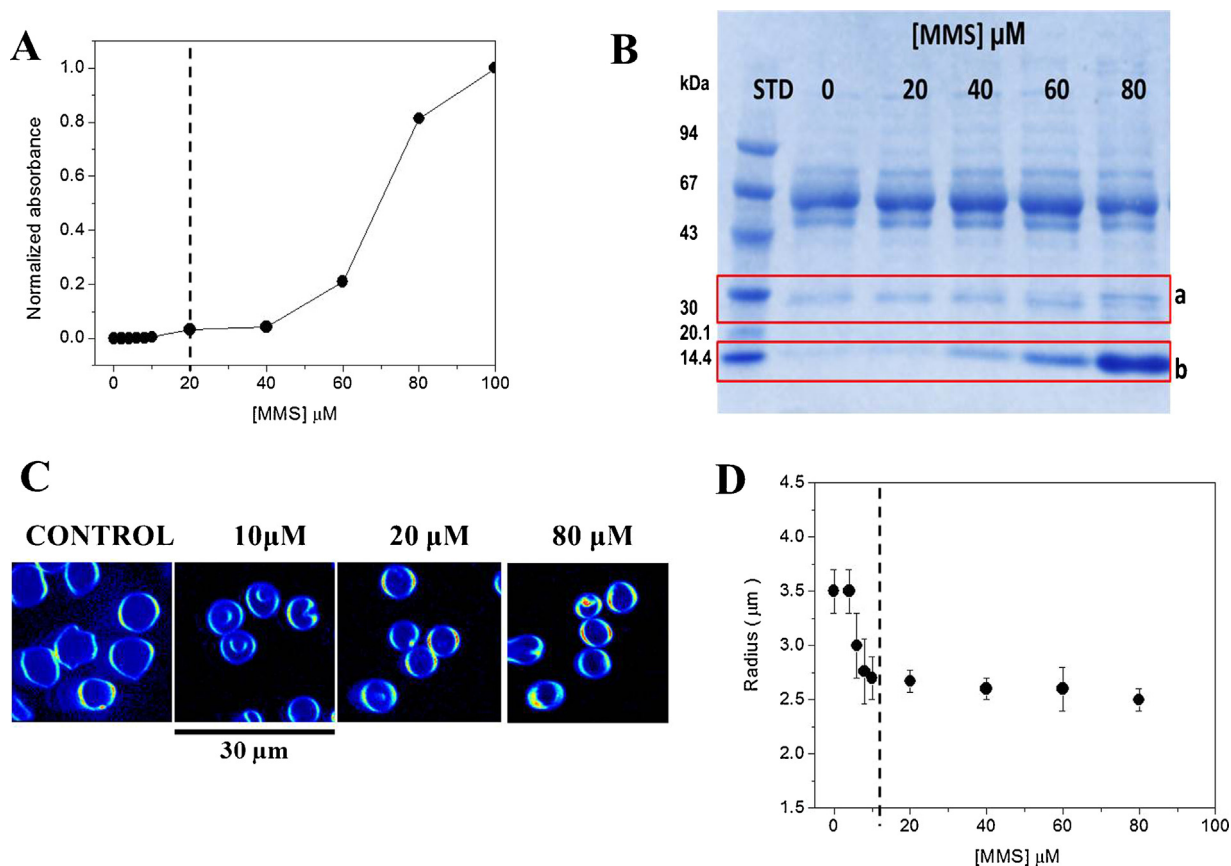 A
Normalized absorbance
1.0
0.8
0.6
0.4
0.2
0.0
0 20 40 60 80 100
[MMS] μM
B
[MMS] μM
kDa STD 0 20 40 60 80
94
67
43
30
20.1
14.4
a
b
C
CONTROL 10μM 20 μM 80 μM
30 μm
D
Radius ( μm )
4.5
4.0
3.5
3.0
2.5
2.0
1.5
0 20 40 60 80 100
[MMS] μM